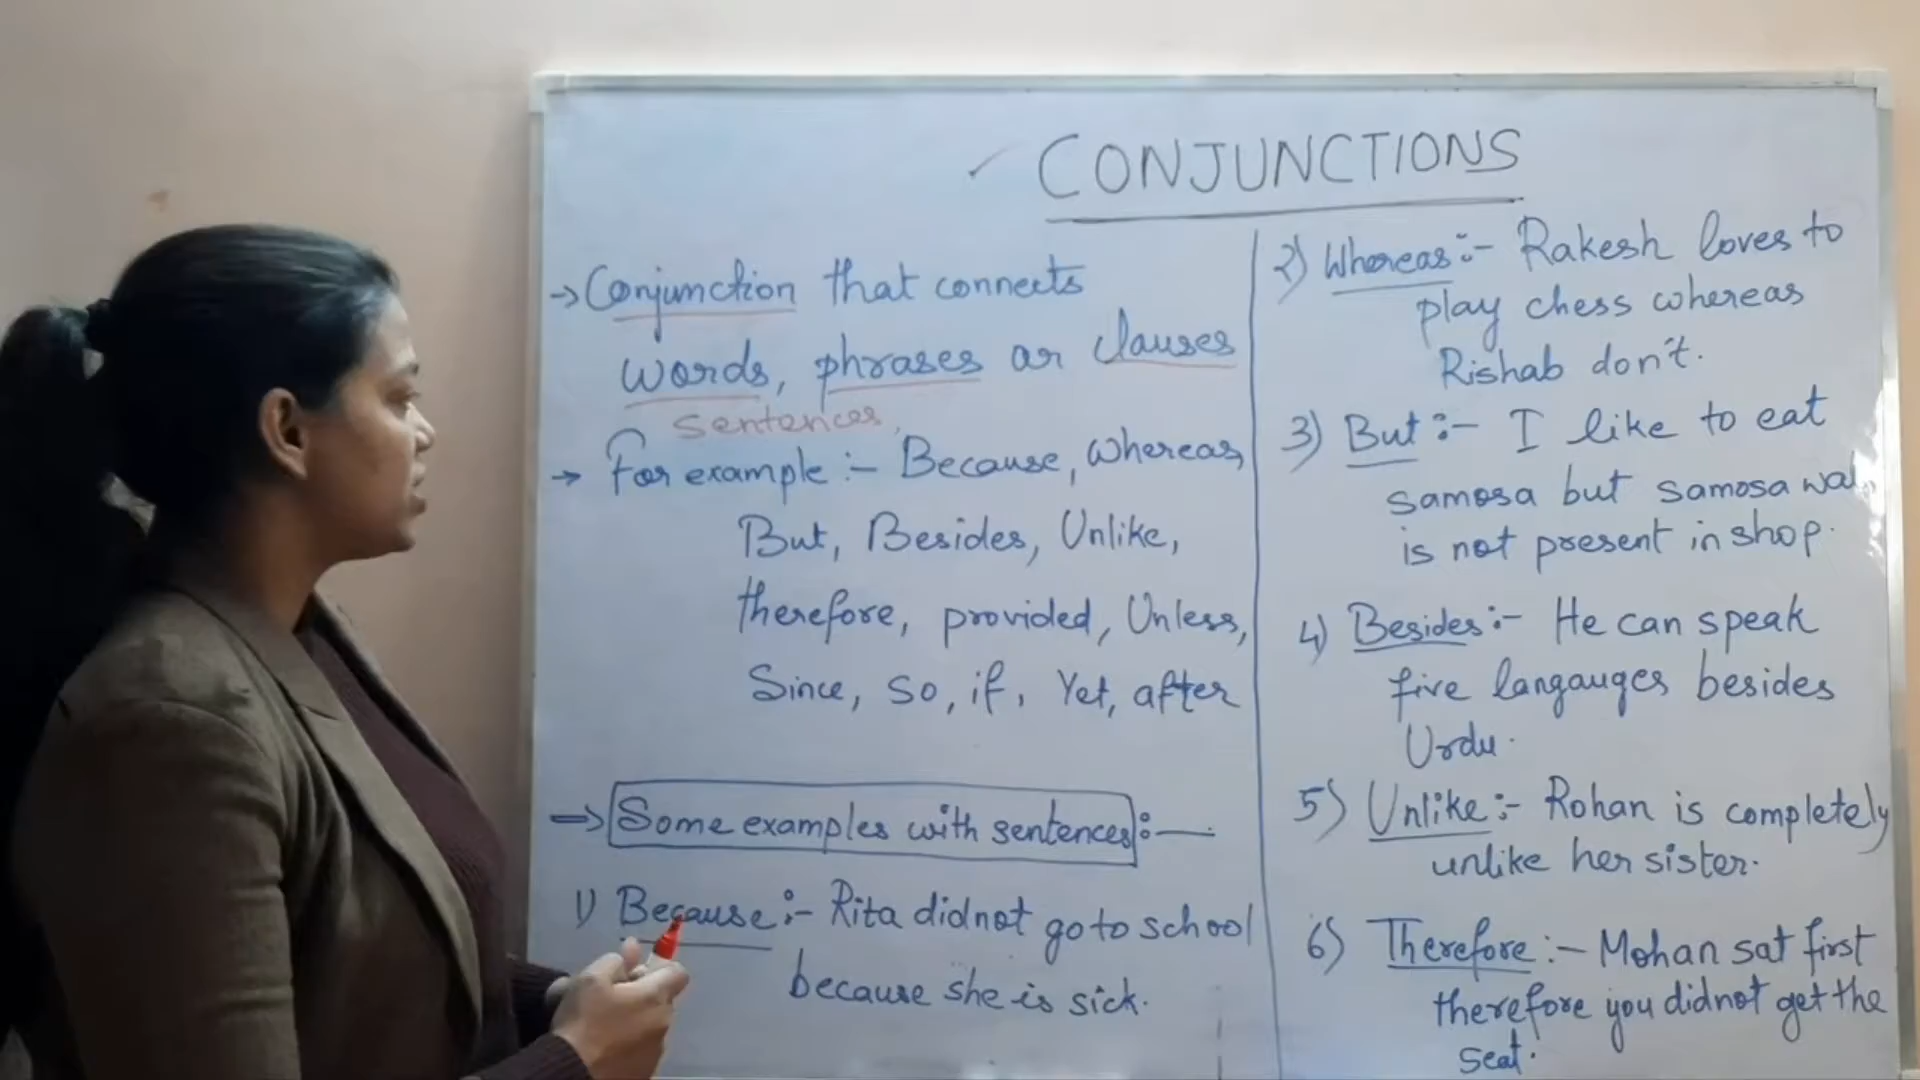 CONJUNCTIONS
→ Conjunction that connects
words, phrases or clauses
sentences,
→ For example :- Because, whereas,
But, Besides, Unlike,
therefore, provided, Unless,
Since, so, if, Yet, after
⇒ Some examples with sentences :—
1) Because :- Rita didnot go to school
because she is sick.
2) Whereas :- Rakesh loves to
play chess whereas
Rishab don't.
3) But :- I like to eat
samosa but samosa
is not present in shop.
4) Besides :- He can speak
five langauges besides
Urdu.
5) Unlike :- Rohan is completely
unlike her sister.
6) Therefore :- Mohan sat first
therefore you didnot get the
seat.